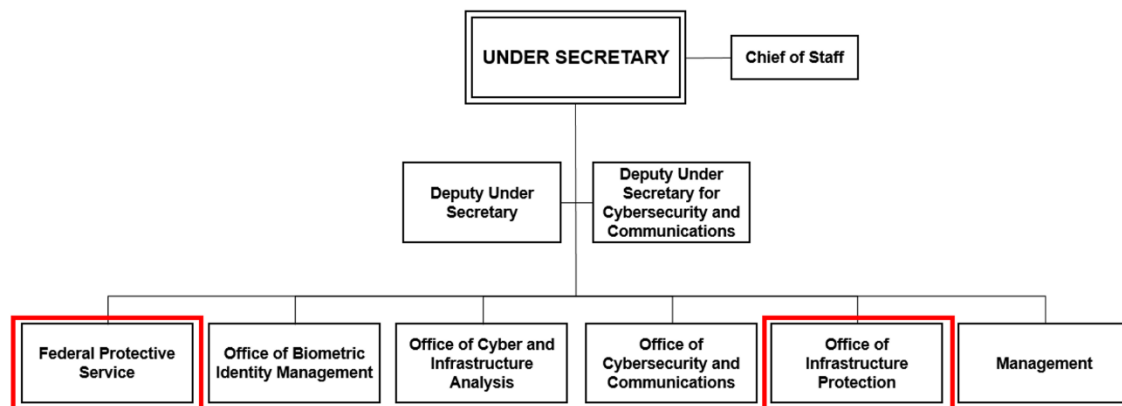 UNDER SECRETARY
Chief of Staff
Deputy Under
Secretary
Deputy Under
Secretary for
Cybersecurity and
Communications
Federal Protective
Service
Office of Biometric
Identity Management
Office of Cyber and
Infrastructure
Analysis
Office of
Cybersecurity and
Communications
Office of
Infrastructure
Protection
Management